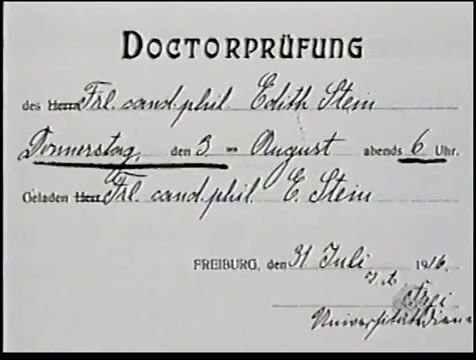 DOCTORPRÜFUNG
des Herrn Frl. cand. phil. Edith Stein
Donnerstag, den 3 - August abends 6 Uhr.
Geladen Herr Frl. cand. phil. E. Stein
FREIBURG, den 31 Juli 1916.